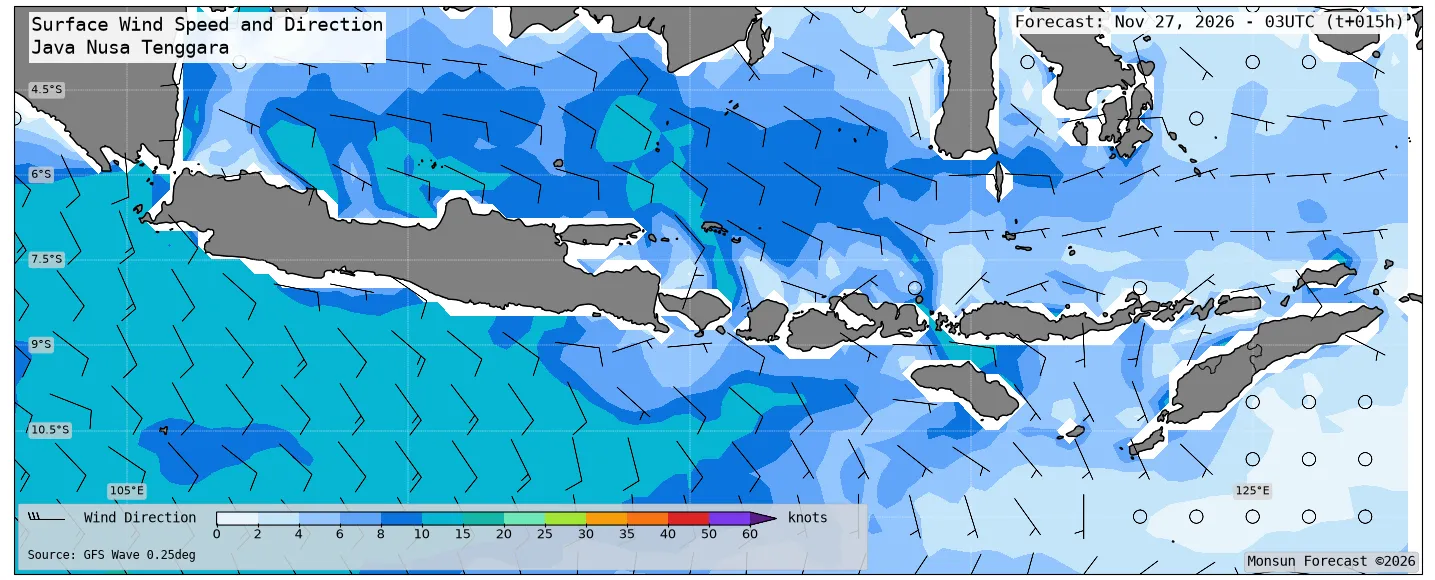 Surface Wind Speed and Direction
Java Nusa Tenggara
Forecast: Nov 27, 2026 - 03UTC (t+015h)
4.5°S
6°S
7.5°S
9°S
10.5°S
105°E
125°E
Wind Direction
0 2 4 6 8 10 15 20 25 30 35 40 50 60
knots
Source: GFS Wave 0.25deg
Monsun Forecast ©2026